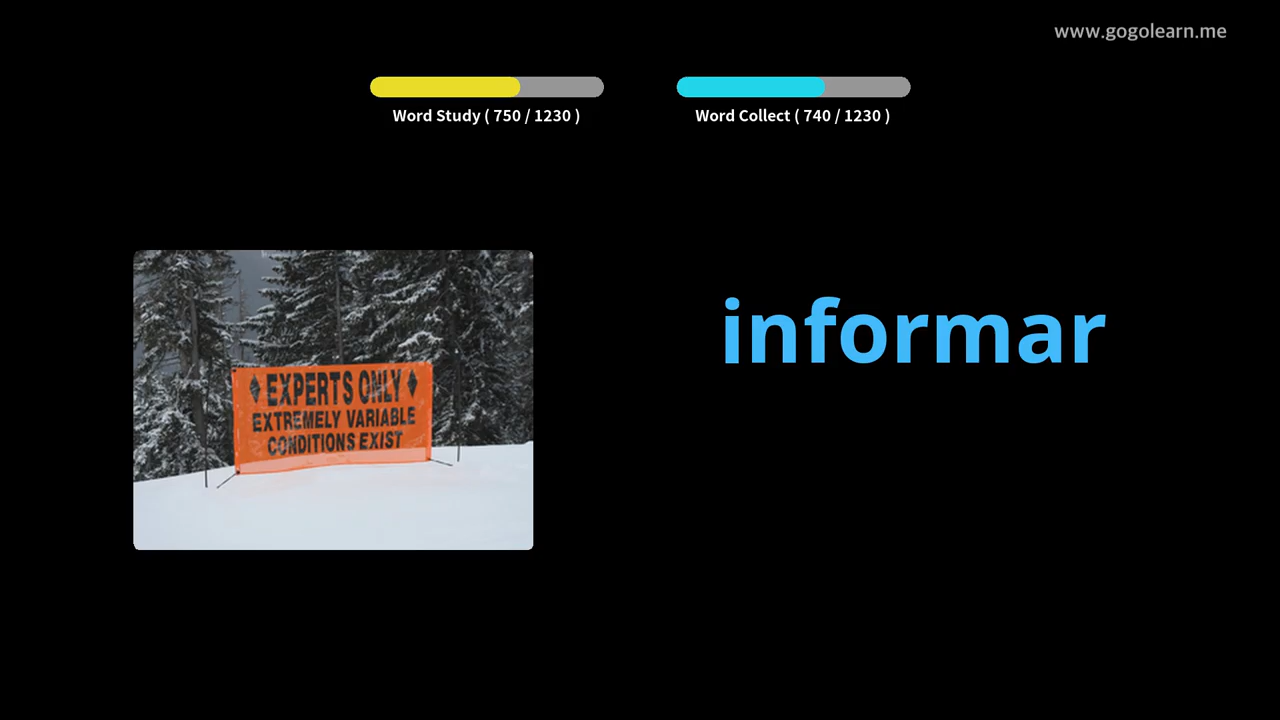 www.gogolearn.me
Word Study ( 750 / 1230 )
Word Collect ( 740 / 1230 )
EXPERTS ONLY
EXTREMELY VARIABLE
CONDITIONS EXIST
informar